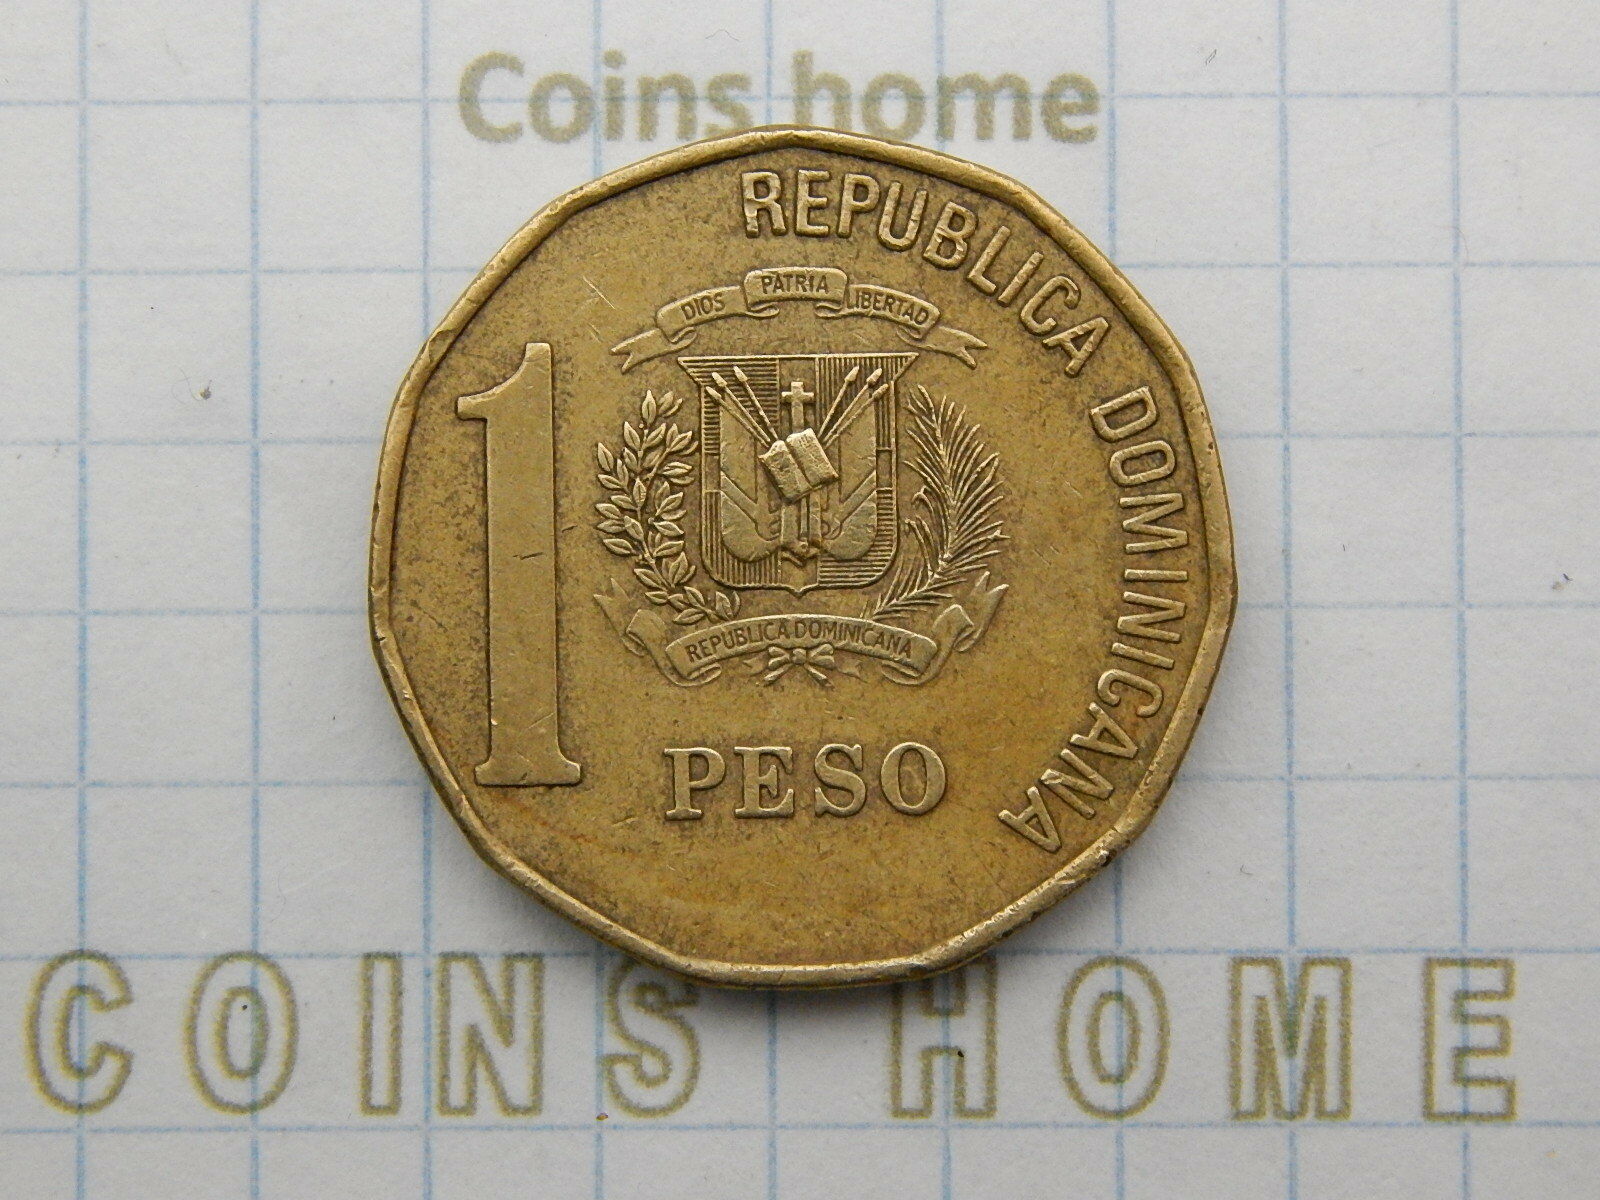 Coins home
REPUBLICA DOMINICANA
DIOS PATRIA LIBERTAD
1
REPUBLICA DOMINICANA
PESO
COINS HOME